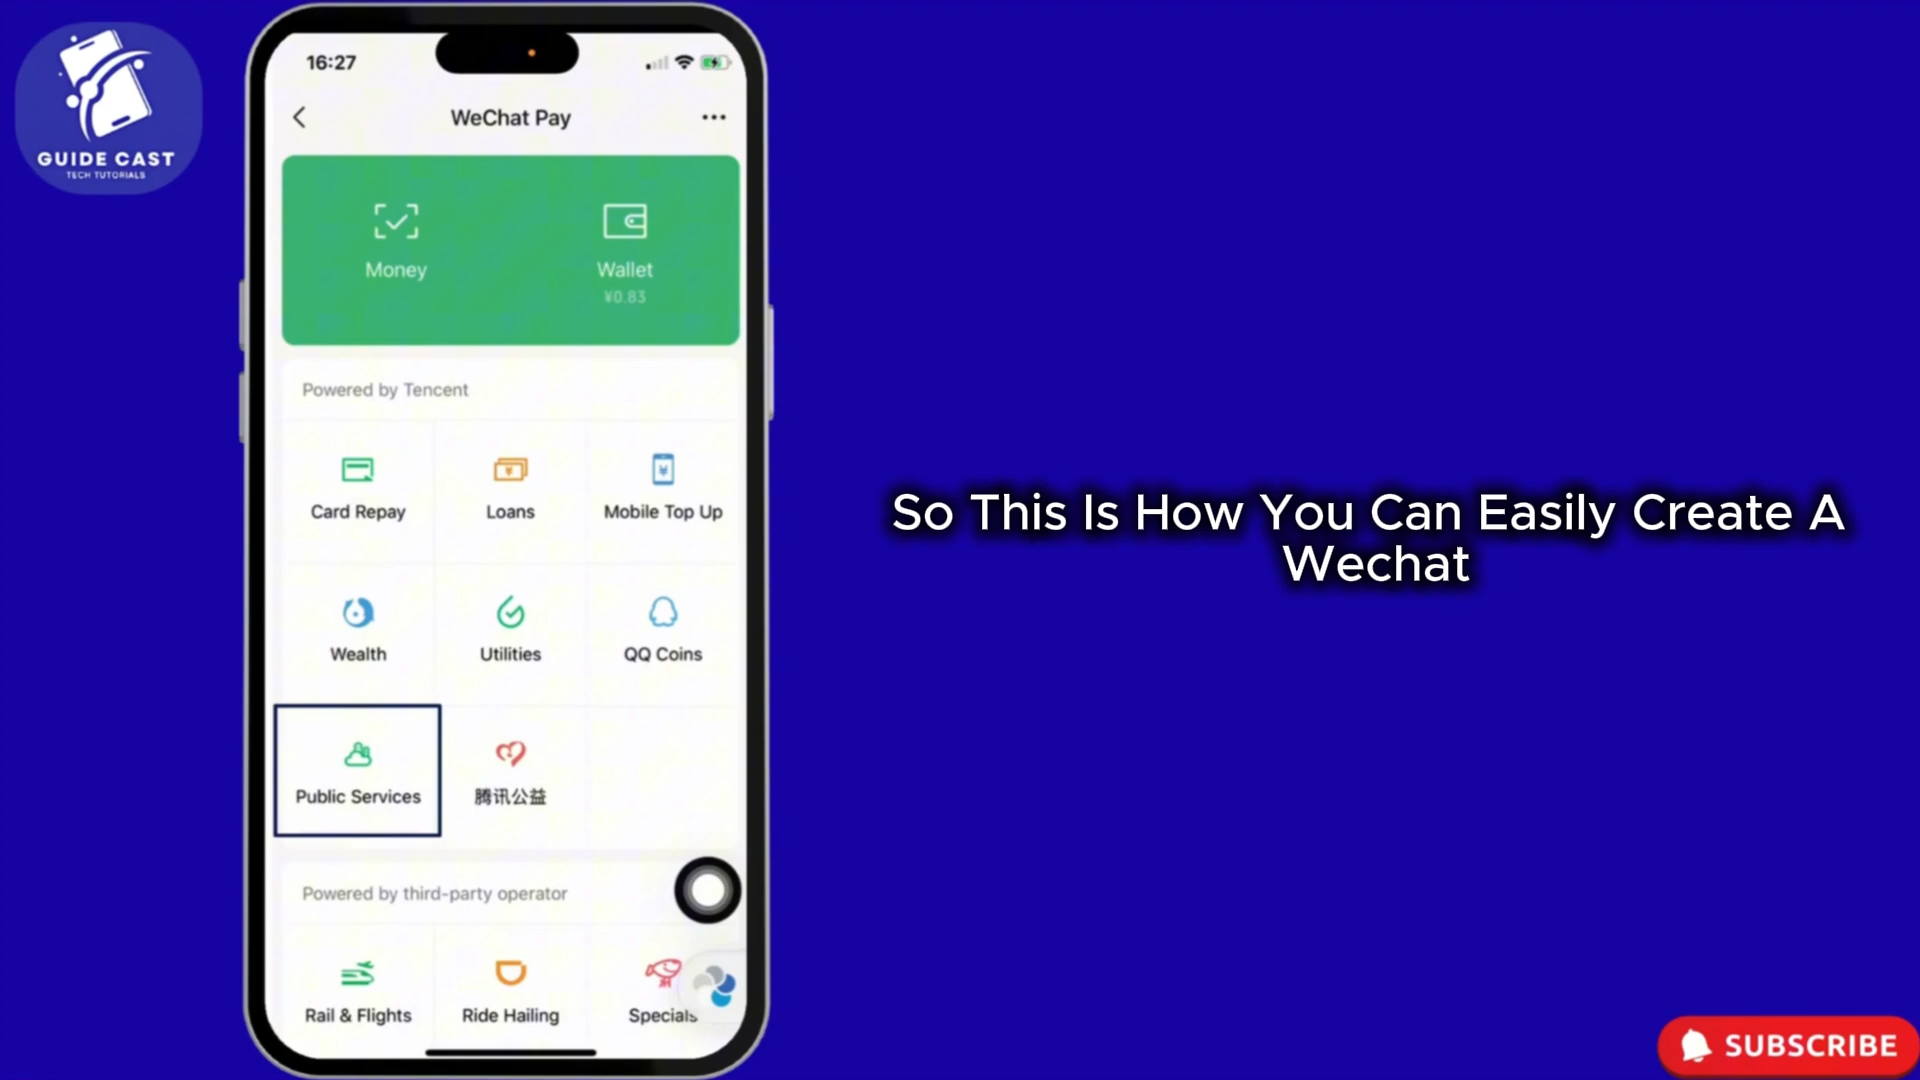 GUIDE CAST
TECH TUTORIALS
16:27
WeChat Pay
Money
Wallet
¥0.83
Powered by Tencent
Card Repay
Loans
Mobile Top Up
Wealth
Utilities
QQ Coins
Public Services
腾讯公益
Powered by third-party operator
Rail & Flights
Ride Hailing
Specials
So This Is How You Can Easily Create A
Wechat
SUBSCRIBE